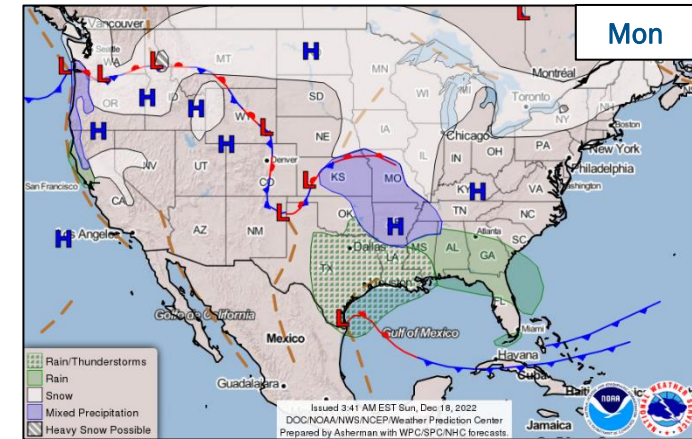 Mon
Vancouver
Seattle
WA
MT
ND
MN
Montréal
OR
ID
SD
WI
MI
Toronto
NY
NH
Boston
WY
NE
IA
Chicago
New York
NV
UT
Denver
CO
IL
IN
OH
PA
Philadelphia
San Francisco
KS
MO
KY
VA
Washington
CA
Los Angeles
AZ
NM
OK
TN
NC
Dallas
MS
AL
Atlanta
SC
GA
TX
LA
Houston
FL
Miami
Golfo de California
Gulf of Mexico
Mexico
Havana
Cuba
Guadalajara
Haiti
Jamaica
H
H
H
H
H
H
H
H
L
L
L
L
L
L
L
L
Rain/Thunderstorms
Rain
Snow
Mixed Precipitation
Heavy Snow Possible
Issued 3:41 AM EST Sun, Dec 18, 2022
DOC/NOAA/NWS/NCEP/Weather Prediction Center
Prepared by Asherman with WPC/SPC/NHC forecasts.
NOAA